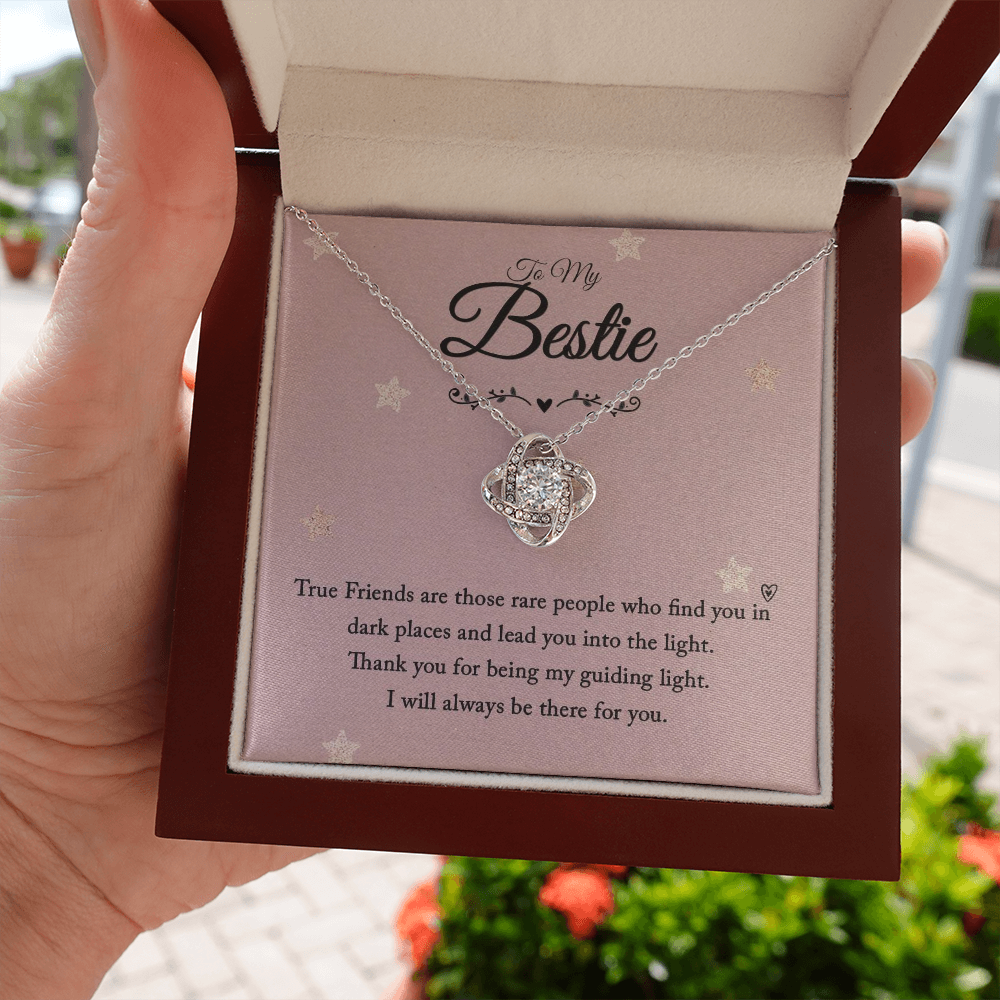 To My
Bestie
True Friends are those rare people who find you in
dark places and lead you into the light.
Thank you for being my guiding light.
I will always be there for you.